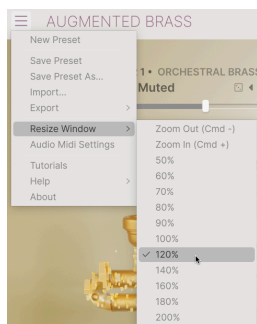 AUGMENTED BRASS
New Preset
Save Preset
Save Preset As...
Import...
Export >
Resize Window >
Audio Midi Settings
Tutorials
Help >
About
1 • ORCHESTRAL BRASS
Muted
Zoom Out (Cmd -)
Zoom In (Cmd +)
50%
60%
70%
80%
90%
100%
✓ 120%
140%
160%
180%
200%